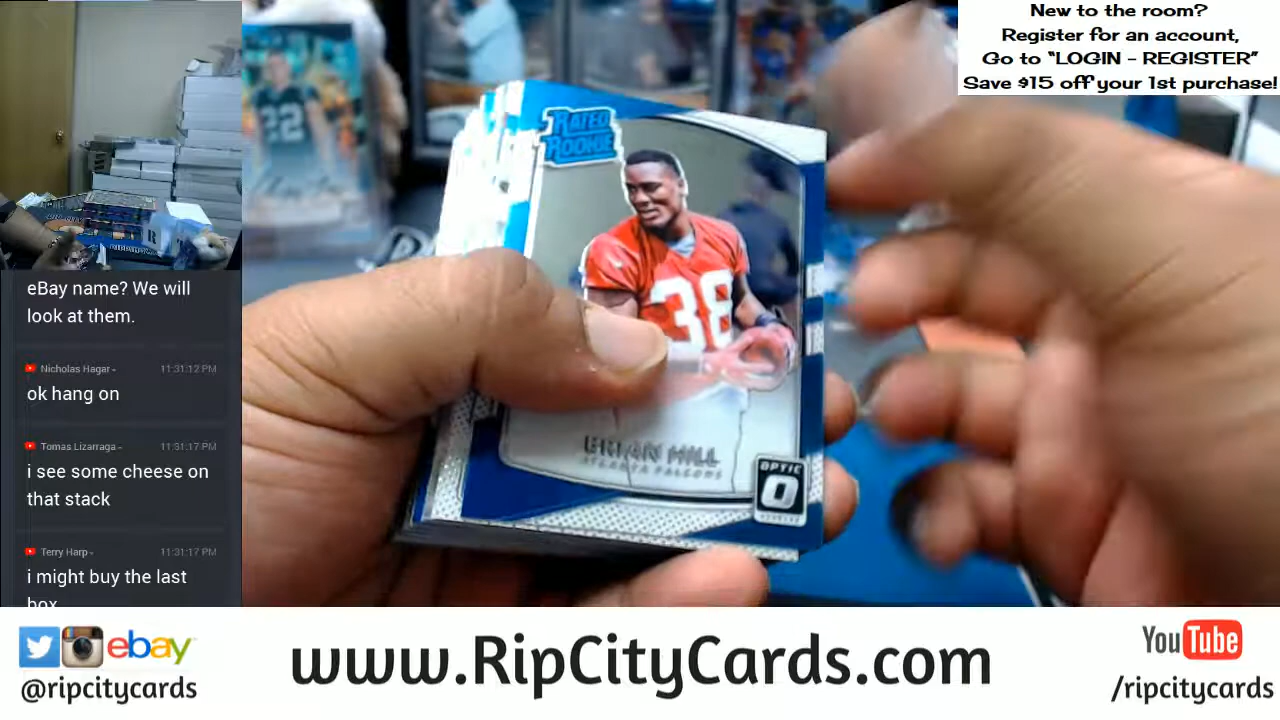 New to the room?
Register for an account,
Go to "LOGIN - REGISTER"
Save $15 off your 1st purchase!
22
RATED
ROOKIE
38
BRIAN HILL
ATLANTA FALCONS
OPTIC
O
eBay name? We will
look at them.
Nicholas Hagar - 11:31:12 PM
ok hang on
Tomas Lizarraga - 11:31:17 PM
i see some cheese on
that stack
Terry Harp - 11:31:17 PM
i might buy the last
box
ebay
@ripcitycards
www.RipCityCards.com
YouTube
/ripcitycards